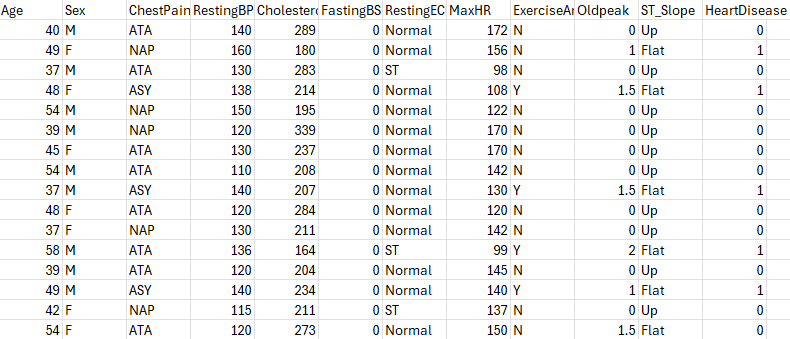 Age Sex ChestPain RestingBP Cholestero FastingBS RestingEC MaxHR ExerciseAn Oldpeak ST_Slope HeartDisease
40 M ATA 140 289 0 Normal 172 N 0 Up 0
49 F NAP 160 180 0 Normal 156 N 1 Flat 1
37 M ATA 130 283 0 ST 98 N 0 Up 0
48 F ASY 138 214 0 Normal 108 Y 1.5 Flat 1
54 M NAP 150 195 0 Normal 122 N 0 Up 0
39 M NAP 120 339 0 Normal 170 N 0 Up 0
45 F ATA 130 237 0 Normal 170 N 0 Up 0
54 M ATA 110 208 0 Normal 142 N 0 Up 0
37 M ASY 140 207 0 Normal 130 Y 1.5 Flat 1
48 F ATA 120 284 0 Normal 120 N 0 Up 0
37 F NAP 130 211 0 Normal 142 N 0 Up 0
58 M ATA 136 164 0 ST 99 Y 2 Flat 1
39 M ATA 120 204 0 Normal 145 N 0 Up 0
49 M ASY 140 234 0 Normal 140 Y 1 Flat 1
42 F NAP 115 211 0 ST 137 N 0 Up 0
54 F ATA 120 273 0 Normal 150 N 1.5 Flat 0